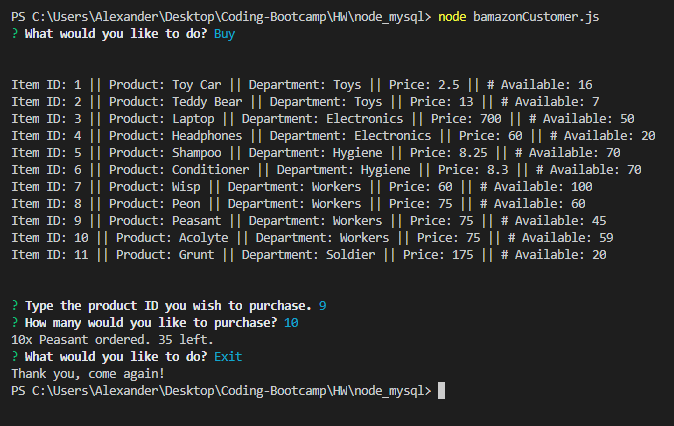 PS C:\Users\Alexander\Desktop\Coding-Bootcamp\HW\node_mysql> node bamazonCustomer.js
? What would you like to do? Buy
Item ID: 1 || Product: Toy Car || Department: Toys || Price: 2.5 || # Available: 16
Item ID: 2 || Product: Teddy Bear || Department: Toys || Price: 13 || # Available: 7
Item ID: 3 || Product: Laptop || Department: Electronics || Price: 700 || # Available: 50
Item ID: 4 || Product: Headphones || Department: Electronics || Price: 60 || # Available: 20
Item ID: 5 || Product: Shampoo || Department: Hygiene || Price: 8.25 || # Available: 70
Item ID: 6 || Product: Conditioner || Department: Hygiene || Price: 8.3 || # Available: 70
Item ID: 7 || Product: Wisp || Department: Workers || Price: 60 || # Available: 100
Item ID: 8 || Product: Peon || Department: Workers || Price: 75 || # Available: 60
Item ID: 9 || Product: Peasant || Department: Workers || Price: 75 || # Available: 45
Item ID: 10 || Product: Acolyte || Department: Workers || Price: 75 || # Available: 59
Item ID: 11 || Product: Grunt || Department: Soldier || Price: 175 || # Available: 20
? Type the product ID you wish to purchase. 9
? How many would you like to purchase? 10
10x Peasant ordered. 35 left.
? What would you like to do? Exit
Thank you, come again!
PS C:\Users\Alexander\Desktop\Coding-Bootcamp\HW\node_mysql>